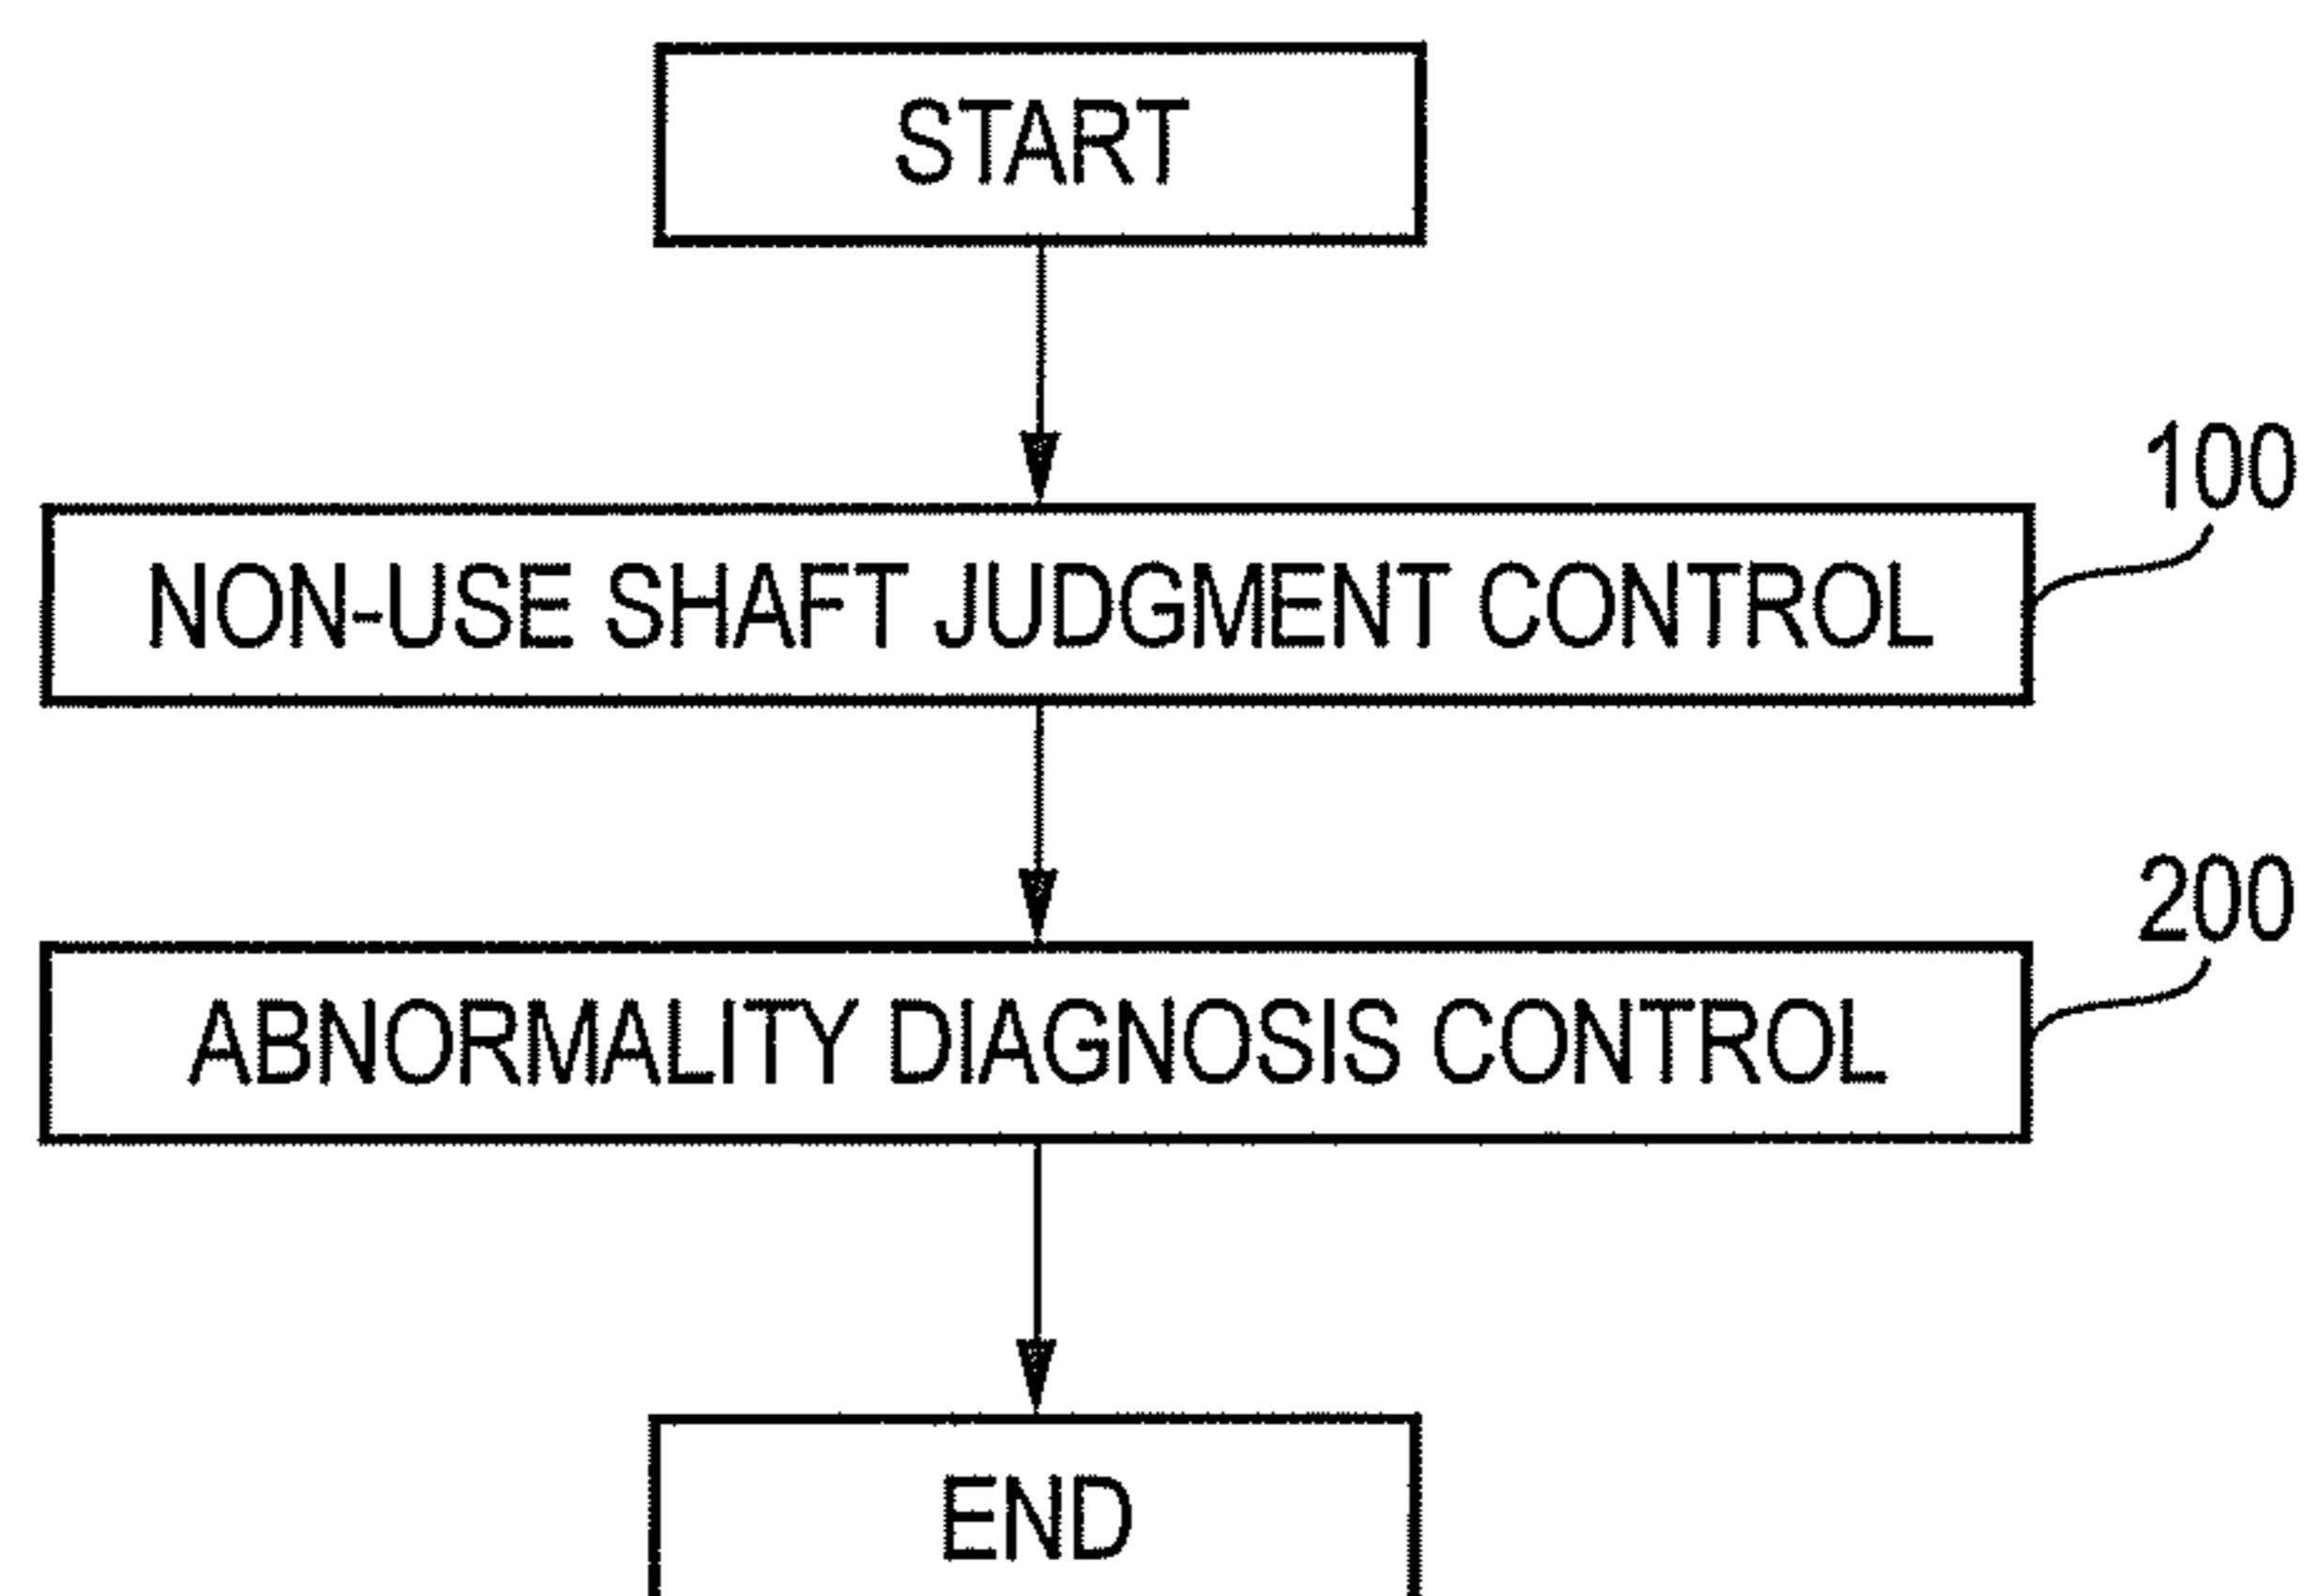 START
100
NON-USE SHAFT JUDGMENT CONTROL
200
ABNORMALITY DIAGNOSIS CONTROL
END